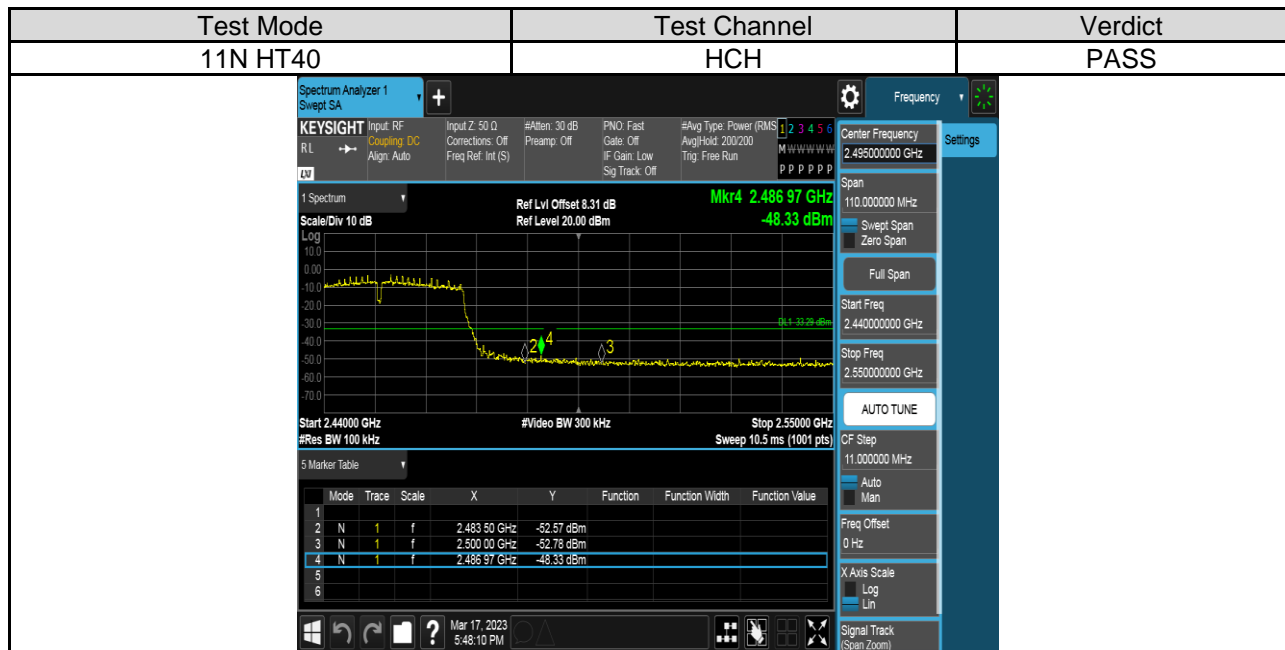 Test Mode Test Channel Verdict
11N HT40 HCH PASS
Spectrum Analyzer 1
Swept SA
+
Frequency
KEYSIGHT Input: RF Input Z: 50 Ω #Atten: 30 dB PNO: Fast #Avg Type: Power (RMS 1 2 3 4 5 6
RL Coupling: DC Corrections: Off Preamp: Off Gate: Off Avg|Hold: 200/200 M W W W W W
Align: Auto Freq Ref: Int (S) IF Gain: Low Trig: Free Run
LXI Sig Track: Off P P P P P P
Center Frequency
2.495000000 GHz
Settings
Span
110.000000 MHz
Swept Span
Zero Span
Full Span
Start Freq
2.440000000 GHz
Stop Freq
2.550000000 GHz
AUTO TUNE
CF Step
11.000000 MHz
Auto
Man
Freq Offset
0 Hz
X Axis Scale
Log
Lin
Signal Track
(Span Zoom)
1 Spectrum Ref Lvl Offset 8.31 dB Mkr4 2.486 97 GHz
Scale/Div 10 dB Ref Level 20.00 dBm -48.33 dBm
Log
10.0
0.00
-10.0
-20.0
-30.0 DL1 -33.29 dBm
-40.0
2 4 3
-50.0
-60.0
-70.0
Start 2.44000 GHz #Video BW 300 kHz Stop 2.55000 GHz
#Res BW 100 kHz Sweep 10.5 ms (1001 pts)
5 Marker Table
Mode Trace Scale X Y Function Function Width Function Value
1
2 N 1 f 2.483 50 GHz -52.57 dBm
3 N 1 f 2.500 00 GHz -52.78 dBm
4 N 1 f 2.486 97 GHz -48.33 dBm
5
6
? Mar 17, 2023
5:48:10 PM